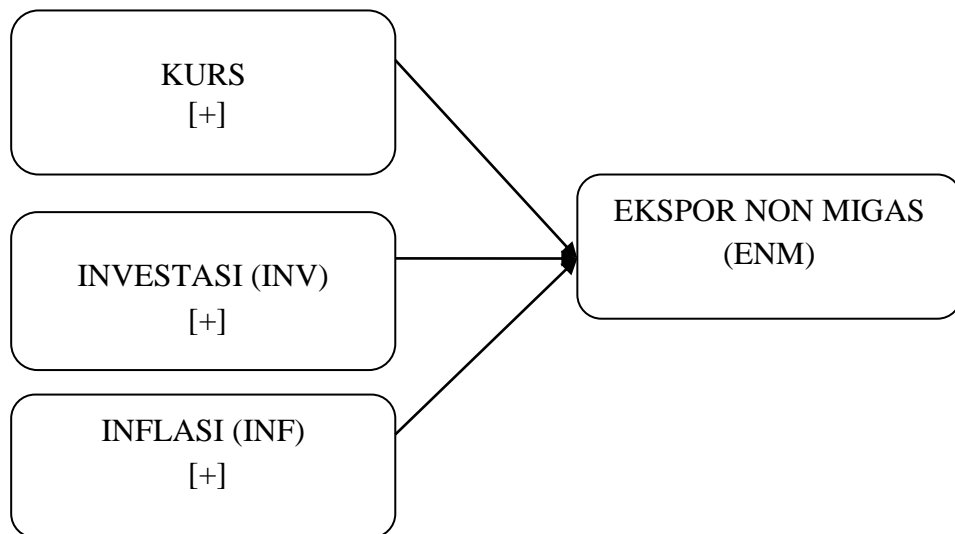 KURS
[+]
INVESTASI (INV)
[+]
INFLASI (INF)
[+]
EKSPOR NON MIGAS
(ENM)